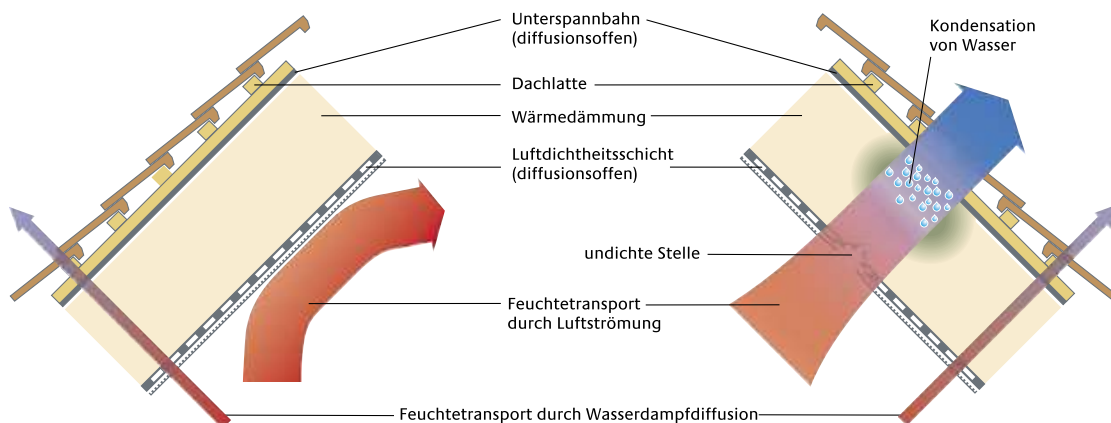 Unterspannbahn
(diffusionsoffen)
Kondensation
von Wasser
Dachlatte
Wärmedämmung
Luftdichtheitsschicht
(diffusionsoffen)
undichte Stelle
Feuchtetransport
durch Luftströmung
Feuchtetransport durch Wasserdampfdiffusion